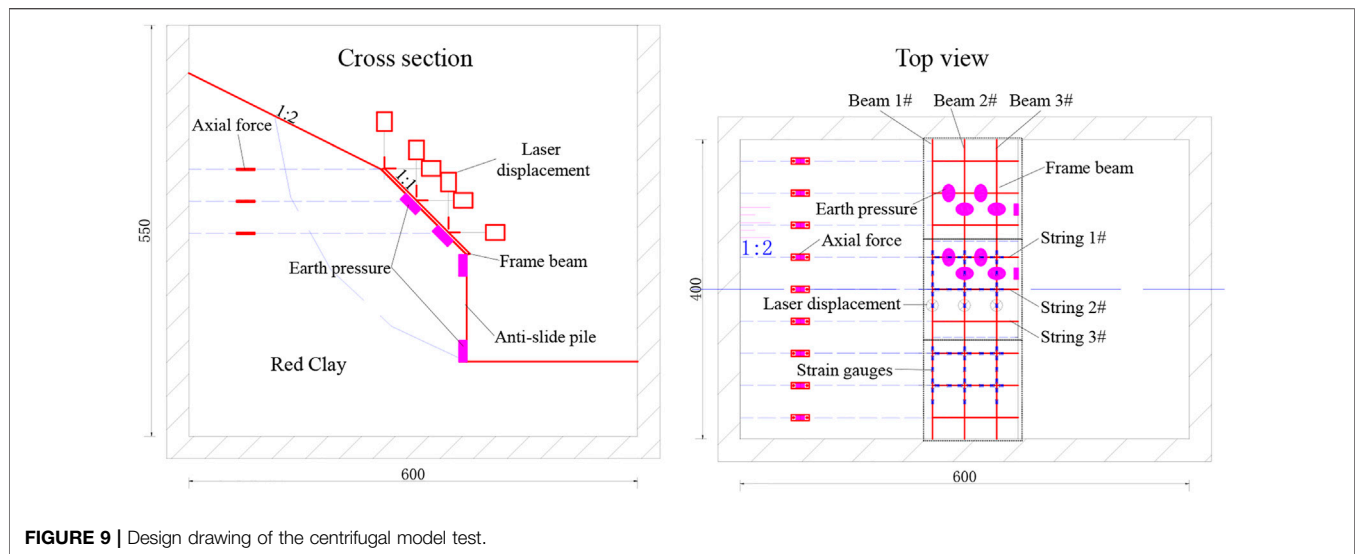 Cross section
1:2
Axial force
Laser
displacement
1:1
550
Earth pressure
Frame beam
Anti-slide pile
Red Clay
600
Top view
Beam 1#
Beam 2#
Beam 3#
Frame beam
Earth pressure
Axial force
String 1#
1:2
400
Laser displacement
String 2#
String 3#
Strain gauges
600
FIGURE 9 | Design drawing of the centrifugal model test.